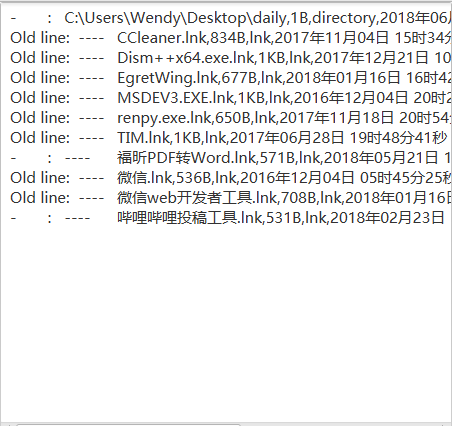 -       :   C:\Users\Wendy\Desktop\daily,1B,directory,2018年06
Old line:  ----   CCleaner.lnk,834B,lnk,2017年11月04日 15时34分
Old line:  ----   Dism++x64.exe.lnk,1KB,lnk,2017年12月21日 10
Old line:  ----   EgretWing.lnk,677B,lnk,2018年01月16日 16时42
Old line:  ----   MSDEV3.EXE.lnk,1KB,lnk,2016年12月04日 20时2
Old line:  ----   renpy.exe.lnk,650B,lnk,2017年11月18日 20时54分
Old line:  ----   TIM.lnk,1KB,lnk,2017年06月28日 19时48分41秒
-       :   ----   福昕PDF转Word.lnk,571B,lnk,2018年05月21日 1
Old line:  ----   微信.lnk,536B,lnk,2016年12月04日 05时45分25秒
Old line:  ----   微信web开发者工具.lnk,708B,lnk,2018年01月16日
-       :   ----   哔哩哔哩投稿工具.lnk,531B,lnk,2018年02月23日